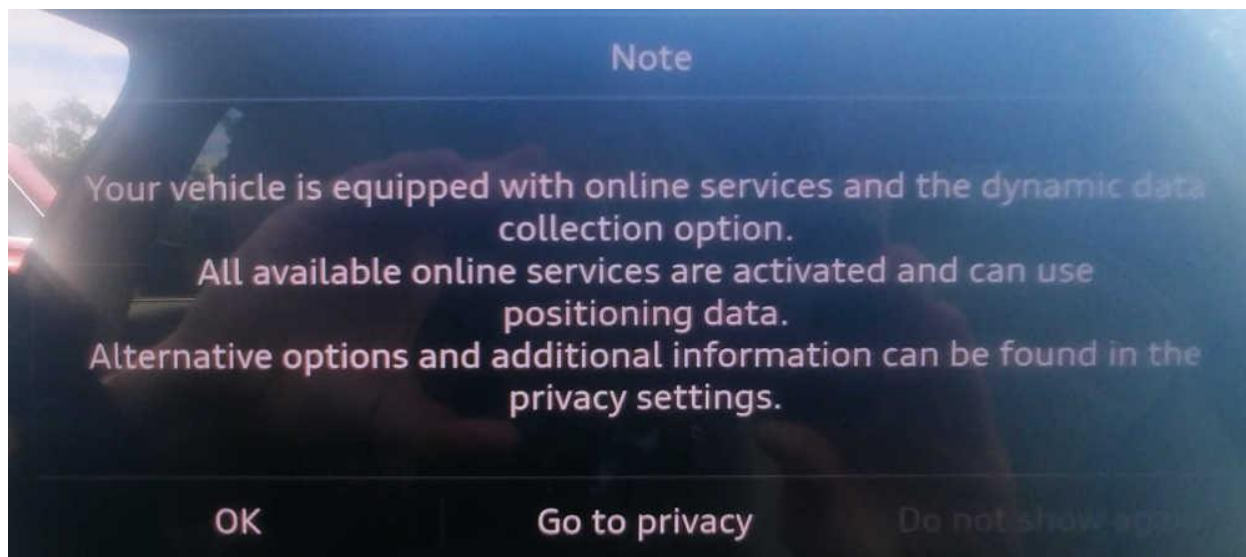 Note
Your vehicle is equipped with online services and the dynamic data
collection option.
All available online services are activated and can use
positioning data.
Alternative options and additional information can be found in the
privacy settings.
OK
Go to privacy
Do not show again